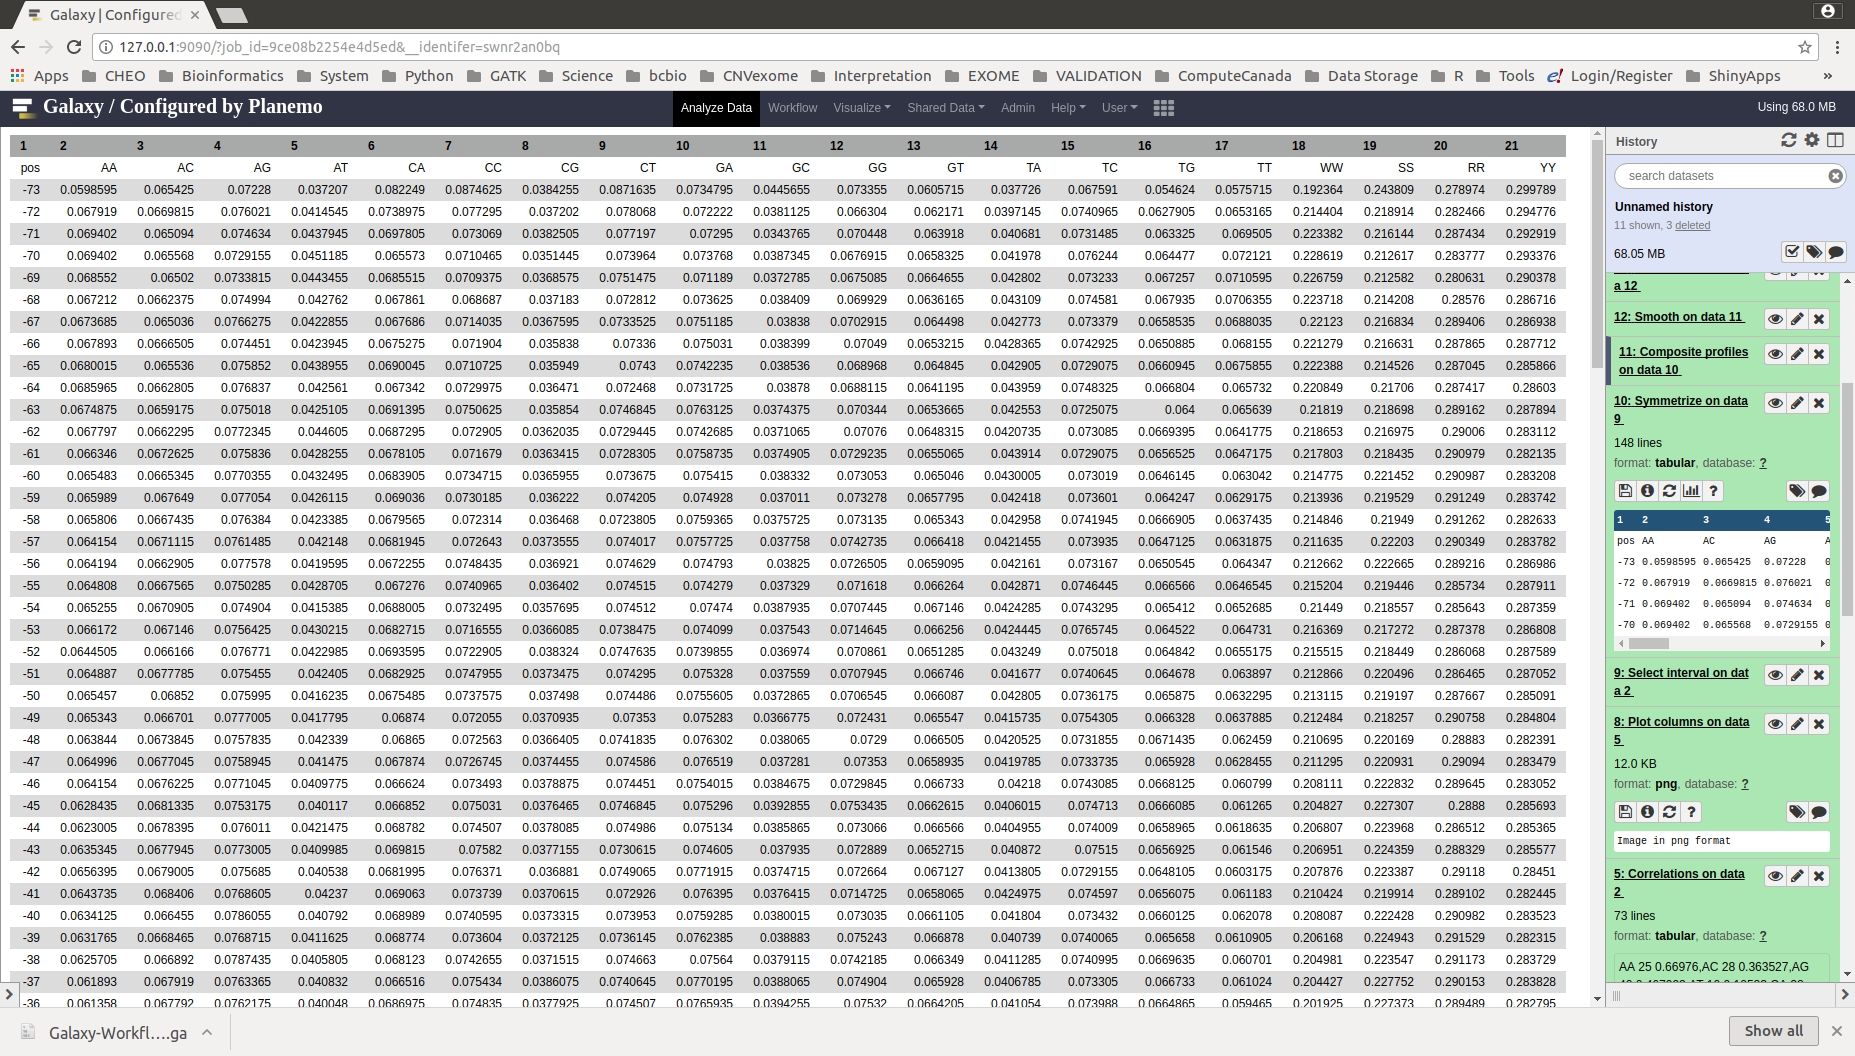 Galaxy | Configured
127.0.0.1:9090/?job_id=9ce08b2254e4d5ed&__identifer=swnr2an0bq
Apps CHEO Bioinformatics System Python GATK Science bcbio CNVexome Interpretation EXOME VALIDATION ComputeCanada Data Storage R Tools e! Login/Register ShinyApps »
Galaxy / Configured by Planemo Analyze Data Workflow Visualize Shared Data Admin Help User Using 68.0 MB
1 2 3 4 5 6 7 8 9 10 11 12 13 14 15 16 17 18 19 20 21
pos AA AC AG AT CA CC CG CT GA GC GG GT TA TC TG TT WW SS RR YY
-73 0.0598595 0.065425 0.07228 0.037207 0.082249 0.0874625 0.0384255 0.0871635 0.0734795 0.0445655 0.073355 0.0605715 0.037726 0.067591 0.054624 0.0575715 0.192364 0.243809 0.278974 0.299789
-72 0.067919 0.0669815 0.076021 0.0414545 0.0738975 0.077295 0.037202 0.078068 0.072222 0.0381125 0.066304 0.062171 0.0397145 0.0740965 0.0627905 0.0653165 0.214404 0.218914 0.282466 0.294776
-71 0.069402 0.065094 0.074634 0.0437945 0.0697805 0.073069 0.0382505 0.077197 0.07295 0.0343765 0.070448 0.063918 0.040681 0.0731485 0.063325 0.069505 0.223382 0.216144 0.287434 0.292919
-70 0.069402 0.065568 0.0729155 0.0451185 0.065573 0.0710465 0.0351445 0.073964 0.073768 0.0387345 0.0676915 0.0658325 0.041978 0.076244 0.064477 0.072121 0.228619 0.212617 0.283777 0.293376
-69 0.068552 0.06502 0.0733815 0.0443455 0.0685515 0.0709375 0.0368575 0.0751475 0.071189 0.0372785 0.0675085 0.0664655 0.042802 0.073233 0.067257 0.0710595 0.226759 0.212582 0.280631 0.290378
-68 0.067212 0.0662375 0.074994 0.042762 0.067861 0.068687 0.037183 0.072812 0.073625 0.038409 0.069929 0.0636165 0.043109 0.074581 0.067935 0.0706355 0.223718 0.214208 0.28576 0.286716
-67 0.0673685 0.065036 0.0766275 0.0422855 0.067686 0.0714035 0.0367595 0.0733525 0.0751185 0.03838 0.0702915 0.064498 0.042773 0.073379 0.0658535 0.0688035 0.22123 0.216834 0.289406 0.286938
-66 0.067893 0.0666505 0.074451 0.0423945 0.0675275 0.071904 0.035838 0.07336 0.075031 0.038399 0.07049 0.0653215 0.0428365 0.0742925 0.0650885 0.068155 0.221279 0.216631 0.287865 0.287712
-65 0.0680015 0.065536 0.075852 0.0438955 0.0690045 0.0710725 0.035949 0.0743 0.0742235 0.038536 0.068968 0.064845 0.042905 0.0729075 0.0660945 0.0675855 0.222388 0.214526 0.287045 0.285866
-64 0.0685965 0.0662805 0.076837 0.042561 0.067342 0.0729975 0.036471 0.072468 0.0731725 0.03878 0.0688115 0.0641195 0.043959 0.0748325 0.066804 0.065732 0.220849 0.21706 0.287417 0.28603
-63 0.0674875 0.0659175 0.075018 0.0425105 0.0691395 0.0750625 0.035854 0.0746845 0.0763125 0.0374375 0.070344 0.0653665 0.042553 0.0725075 0.064 0.065639 0.21819 0.218698 0.289162 0.287894
-62 0.067797 0.0662295 0.0772345 0.044605 0.0687295 0.072905 0.0362035 0.0729445 0.0742685 0.0371065 0.07076 0.0648315 0.0420735 0.073085 0.0669395 0.0641775 0.218653 0.216975 0.29006 0.283112
-61 0.066346 0.0672625 0.075836 0.0428255 0.0678105 0.071679 0.0363415 0.0728305 0.0758735 0.0374905 0.0729235 0.0655065 0.043914 0.0729075 0.0656525 0.0647175 0.217803 0.218435 0.290979 0.282135
-60 0.065483 0.0665345 0.0770355 0.0432495 0.0683905 0.0734715 0.0365955 0.073675 0.075415 0.038332 0.073053 0.065046 0.0430005 0.073019 0.0646145 0.063042 0.214775 0.221452 0.290987 0.283208
-59 0.065989 0.067649 0.077054 0.0426115 0.069036 0.0730185 0.036222 0.074205 0.074928 0.037011 0.073278 0.0657795 0.042418 0.073601 0.064247 0.0629175 0.213936 0.219529 0.291249 0.283742
-58 0.065806 0.0667435 0.076384 0.0423385 0.0679565 0.072314 0.036468 0.0723805 0.0759365 0.0375725 0.073135 0.065343 0.042958 0.0741945 0.0666905 0.0637435 0.214846 0.21949 0.291262 0.282633
-57 0.064154 0.0671115 0.0761485 0.042148 0.0681945 0.072643 0.0373555 0.074017 0.0757725 0.037758 0.0742735 0.066418 0.0421455 0.073935 0.0647125 0.0631875 0.211635 0.22203 0.290349 0.283782
-56 0.064194 0.0662905 0.077578 0.0419595 0.0672255 0.0748435 0.036921 0.074629 0.074793 0.03823 0.0726505 0.0659095 0.042161 0.073167 0.0650545 0.064347 0.212662 0.222665 0.289216 0.286986
-55 0.064808 0.0667565 0.0750285 0.0428705 0.067276 0.0740965 0.036402 0.074515 0.074279 0.037329 0.071618 0.066264 0.042871 0.0746445 0.066566 0.0646545 0.215204 0.219446 0.285734 0.287911
-54 0.065255 0.0670905 0.074904 0.0415385 0.0688005 0.0732495 0.0357695 0.074512 0.07474 0.0387935 0.0707445 0.067146 0.0424285 0.0743295 0.065412 0.0652685 0.21449 0.218557 0.285643 0.287359
-53 0.066172 0.067146 0.0756425 0.0430215 0.0682715 0.0716555 0.0366085 0.0738475 0.074099 0.037543 0.0714645 0.066256 0.0424445 0.0765745 0.064522 0.064731 0.216369 0.217272 0.287378 0.286808
-52 0.0644505 0.066166 0.076771 0.0422985 0.0693595 0.0722905 0.038324 0.0747635 0.0739855 0.036974 0.070861 0.0651285 0.043249 0.075018 0.064842 0.0655175 0.215515 0.218449 0.286068 0.287589
-51 0.064887 0.0677785 0.075455 0.042405 0.0682925 0.0747955 0.0373475 0.074295 0.075328 0.037559 0.0707945 0.066746 0.041677 0.0740645 0.064678 0.063897 0.212866 0.220496 0.286465 0.287052
-50 0.065457 0.06852 0.075995 0.0416235 0.0675485 0.0737575 0.037498 0.074486 0.0755605 0.0372865 0.0706545 0.066087 0.042805 0.0736175 0.065875 0.0632295 0.213115 0.219197 0.287667 0.285091
-49 0.065343 0.066701 0.0777005 0.0417795 0.06874 0.072055 0.0370935 0.07353 0.075283 0.0366775 0.072431 0.065547 0.0415735 0.0754305 0.066328 0.0637885 0.212484 0.218257 0.290758 0.284804
-48 0.063844 0.0673845 0.0757835 0.042339 0.06865 0.072563 0.0366405 0.0741835 0.076302 0.038065 0.0729 0.066505 0.0420525 0.0731855 0.0671435 0.062459 0.210695 0.220169 0.28883 0.282391
-47 0.064996 0.0677045 0.0758945 0.041475 0.067874 0.0726745 0.0374455 0.074586 0.076519 0.037281 0.07353 0.0658935 0.0419785 0.0733735 0.065928 0.0628455 0.211295 0.220931 0.29094 0.283479
-46 0.064154 0.0676225 0.0771045 0.0409775 0.066624 0.073493 0.0378875 0.074451 0.0754015 0.0384675 0.0729845 0.066733 0.04218 0.0743085 0.0668125 0.060799 0.208111 0.222832 0.289645 0.283052
-45 0.0628435 0.0681335 0.0753175 0.040117 0.066852 0.075031 0.0376465 0.0746845 0.075296 0.0392855 0.0753435 0.0662615 0.0406015 0.074713 0.0666085 0.061265 0.204827 0.227307 0.2888 0.285693
-44 0.0623005 0.0678395 0.076011 0.0421475 0.068782 0.074507 0.0378085 0.074986 0.075134 0.0385865 0.073066 0.066566 0.0404955 0.074009 0.0658965 0.0618635 0.206807 0.223968 0.286512 0.285365
-43 0.0635345 0.0677945 0.0773005 0.0409985 0.069815 0.07582 0.0377155 0.0730615 0.074605 0.037935 0.072889 0.0652715 0.040872 0.07515 0.0656925 0.061546 0.206951 0.224359 0.288329 0.285577
-42 0.0656395 0.0679005 0.075685 0.040538 0.0681995 0.076371 0.036881 0.0749065 0.0771915 0.0374715 0.072664 0.067127 0.0413805 0.0729155 0.0648105 0.0603175 0.207876 0.223387 0.29118 0.28451
-41 0.0643735 0.068406 0.0768605 0.04237 0.069063 0.073739 0.0370615 0.072926 0.076395 0.0376415 0.0714725 0.0658065 0.0424975 0.074597 0.0656075 0.061183 0.210424 0.219914 0.289102 0.282445
-40 0.0634125 0.066455 0.0786055 0.040792 0.068989 0.0740595 0.0373315 0.073953 0.0759285 0.0380015 0.073035 0.0661105 0.041804 0.073432 0.0660125 0.062078 0.208087 0.222428 0.290982 0.283523
-39 0.0631765 0.0668465 0.0768715 0.0411625 0.068774 0.073604 0.0372125 0.0736145 0.0762385 0.038883 0.075243 0.066878 0.040739 0.0740065 0.065658 0.0610905 0.206168 0.224943 0.291529 0.282315
-38 0.0625705 0.066892 0.0787435 0.0405805 0.068123 0.0742655 0.0371515 0.074663 0.07564 0.0379115 0.0742185 0.066349 0.0411285 0.0740995 0.0669635 0.060701 0.204981 0.223547 0.291173 0.283729
-37 0.061893 0.067919 0.0763365 0.040832 0.066516 0.075434 0.0386075 0.0740645 0.0770195 0.0388065 0.074904 0.065928 0.0406785 0.073105 0.066733 0.061024 0.204427 0.227752 0.290153 0.283828
-36 0.061358 0.067792 0.0762175 0.040048 0.0686975 0.074835 0.0377925 0.074507 0.0765935 0.0394255 0.07532 0.0664205 0.041054 0.073988 0.0664865 0.059465 0.201925 0.227373 0.289489 0.282795
History
search datasets
Unnamed history
11 shown, 3 deleted
68.05 MB
a 12
12: Smooth on data 11
11: Composite profiles
on data 10
10: Symmetrize on data
9
148 lines
format: tabular, database: ?
1 2 3 4 5
pos AA AC AG A
-73 0.0598595 0.065425 0.07228 0
-72 0.067919 0.0669815 0.076021 0
-71 0.069402 0.065094 0.074634 0
-70 0.069402 0.065568 0.0729155 0
9: Select interval on dat
a 2
8: Plot columns on data
5
12.0 KB
format: png, database: ?
Image in png format
5: Correlations on data
2
73 lines
format: tabular, database: ?
AA 25 0.66976,AC 28 0.363527,AG
Galaxy-Workfl....ga
Show all